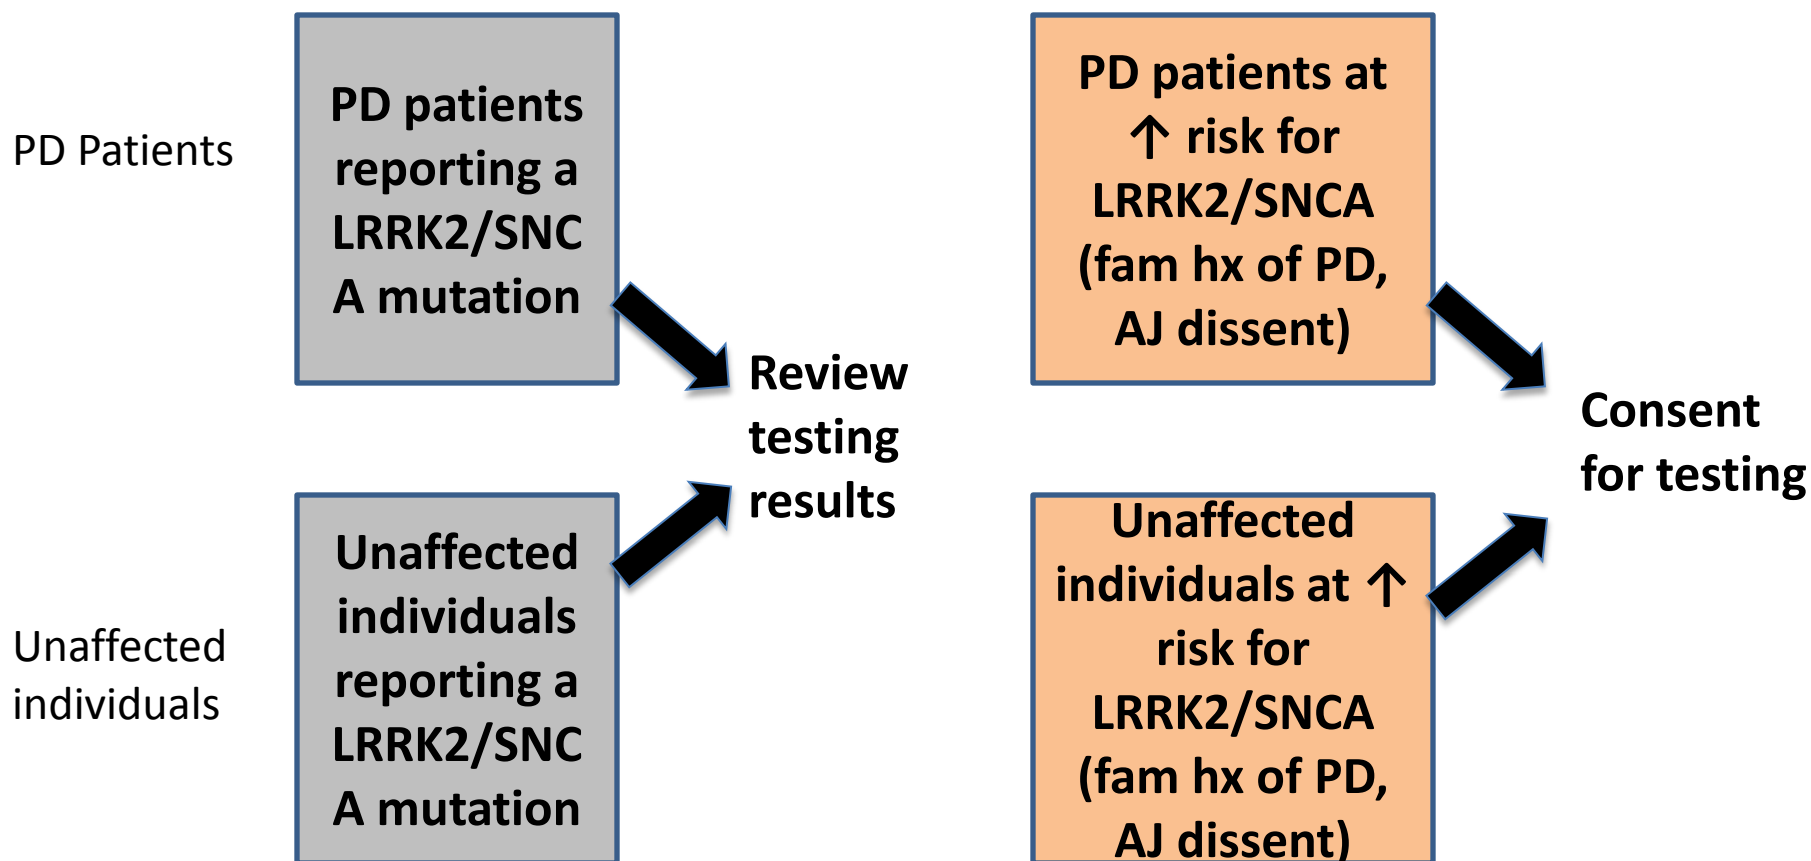 PD Patients
PD patients
reporting a
LRRK2/SNC
A mutation
Review
testing
results
PD patients at
↑ risk for
LRRK2/SNCA
(fam hx of PD,
AJ dissent)
Consent
for testing
Unaffected
individuals
Unaffected
individuals
reporting a
LRRK2/SNC
A mutation
Unaffected
individuals at ↑
risk for
LRRK2/SNCA
(fam hx of PD,
AJ dissent)